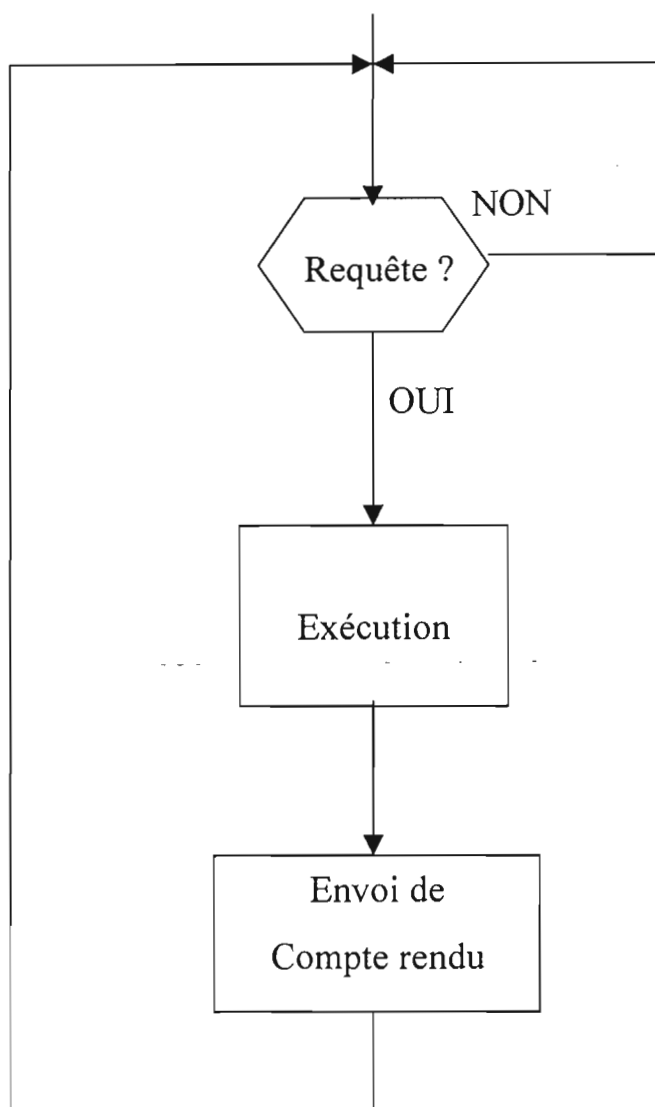 NON
Requête ?
OUI
Exécution
Envoi de
Compte rendu